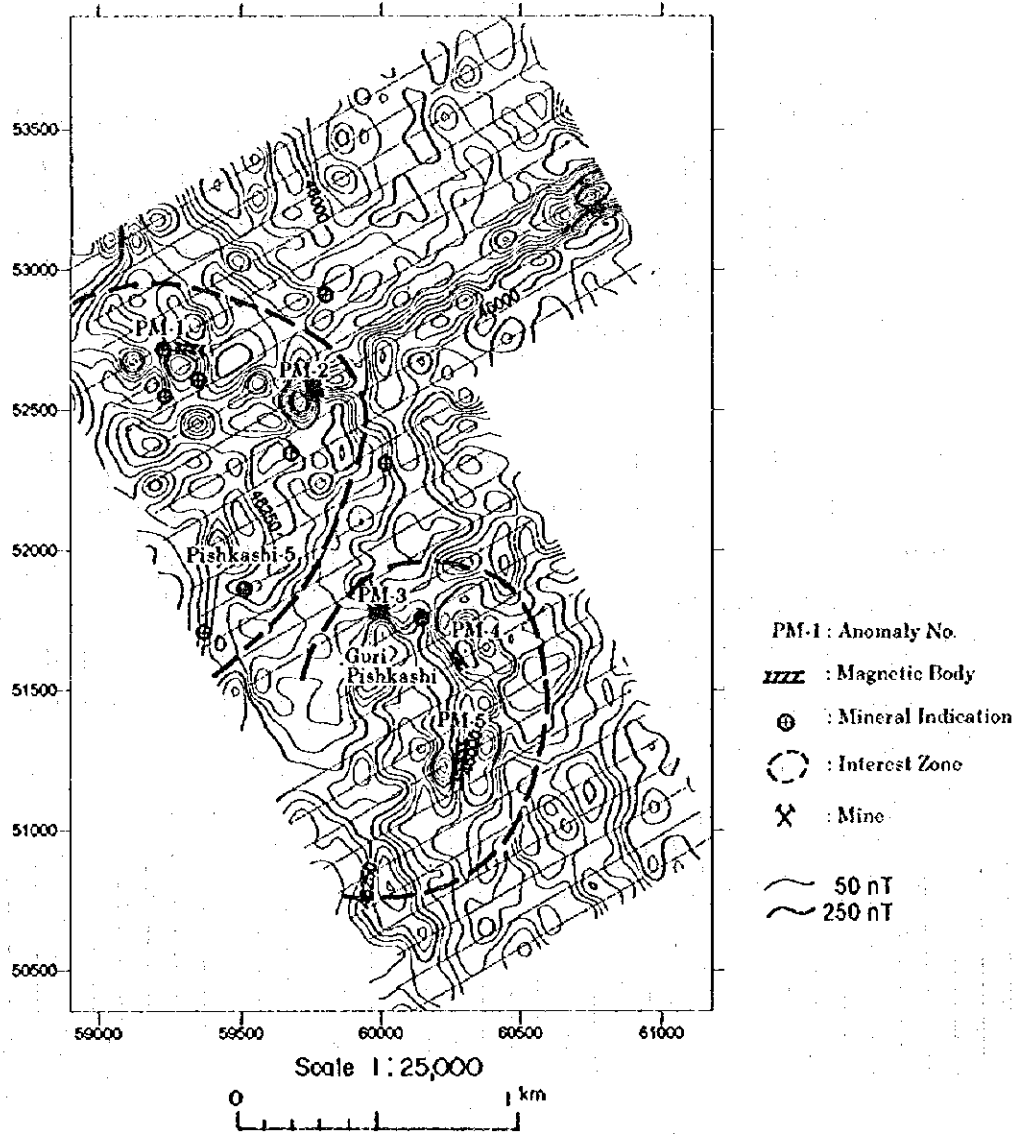 53500
53000
52500
52000
51500
51000
50500
46000
46000
PM-1
PM-2
Pishkashi-5
PM-3
PM-4
Guri
Pishkashi
PM-5
59000 59500 60000 60500 61000
Scale 1:25,000
0 1 km
PM-1 : Anomaly No.
: Magnetic Body
: Mineral Indication
: Interest Zone
: Mine
50 nT
250 nT